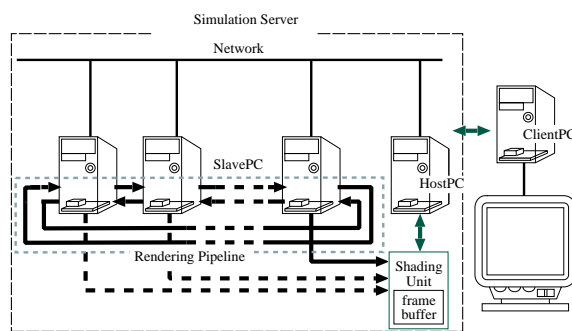 Simulation Server
Network
ClientPC
SlavePC
HostPC
Rendering Pipeline
Shading
Unit
frame
buffer